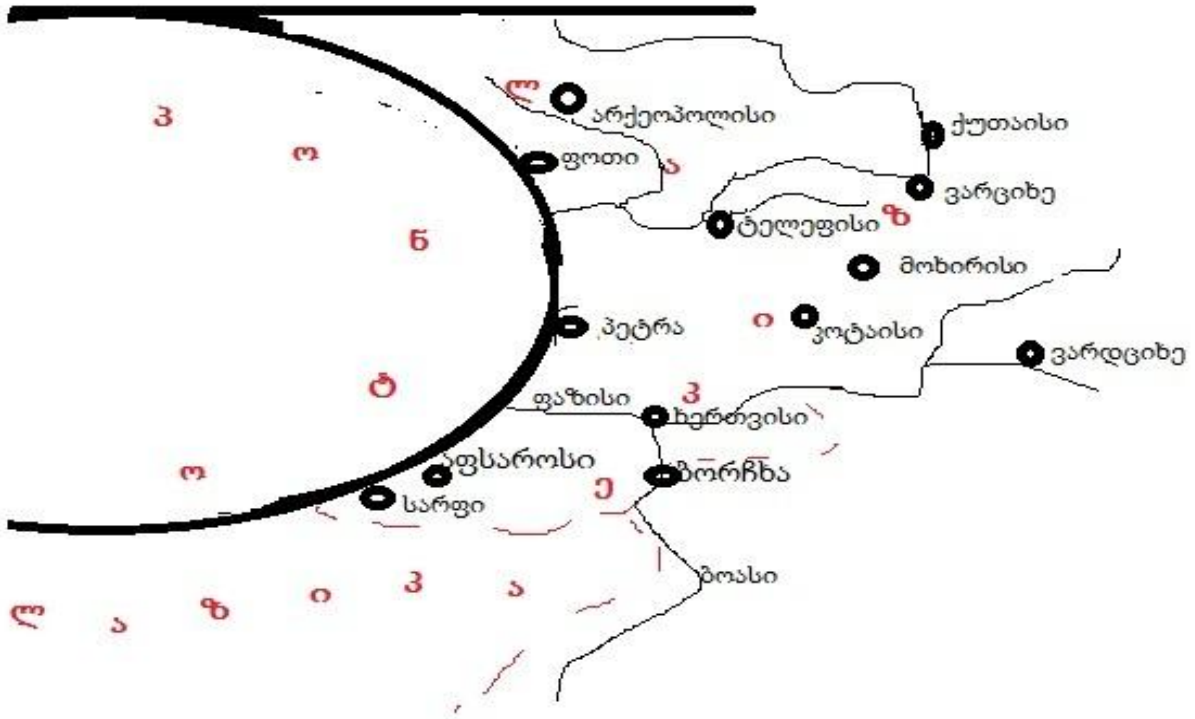 პ ო ნ ტ ო
ლ ა ზ ი კ ე
არქეოპოლისი
ქუთაისი
ფოთი
ვარციხე
ტელეფისი
მოხირისი
პეტრა
კოტაისი
ვარდციხე
ფაზისი
ხერთვისი
აფსაროსი
ბორჩხა
სარფი
ბოასი
ლ ა ზ ი კ ა